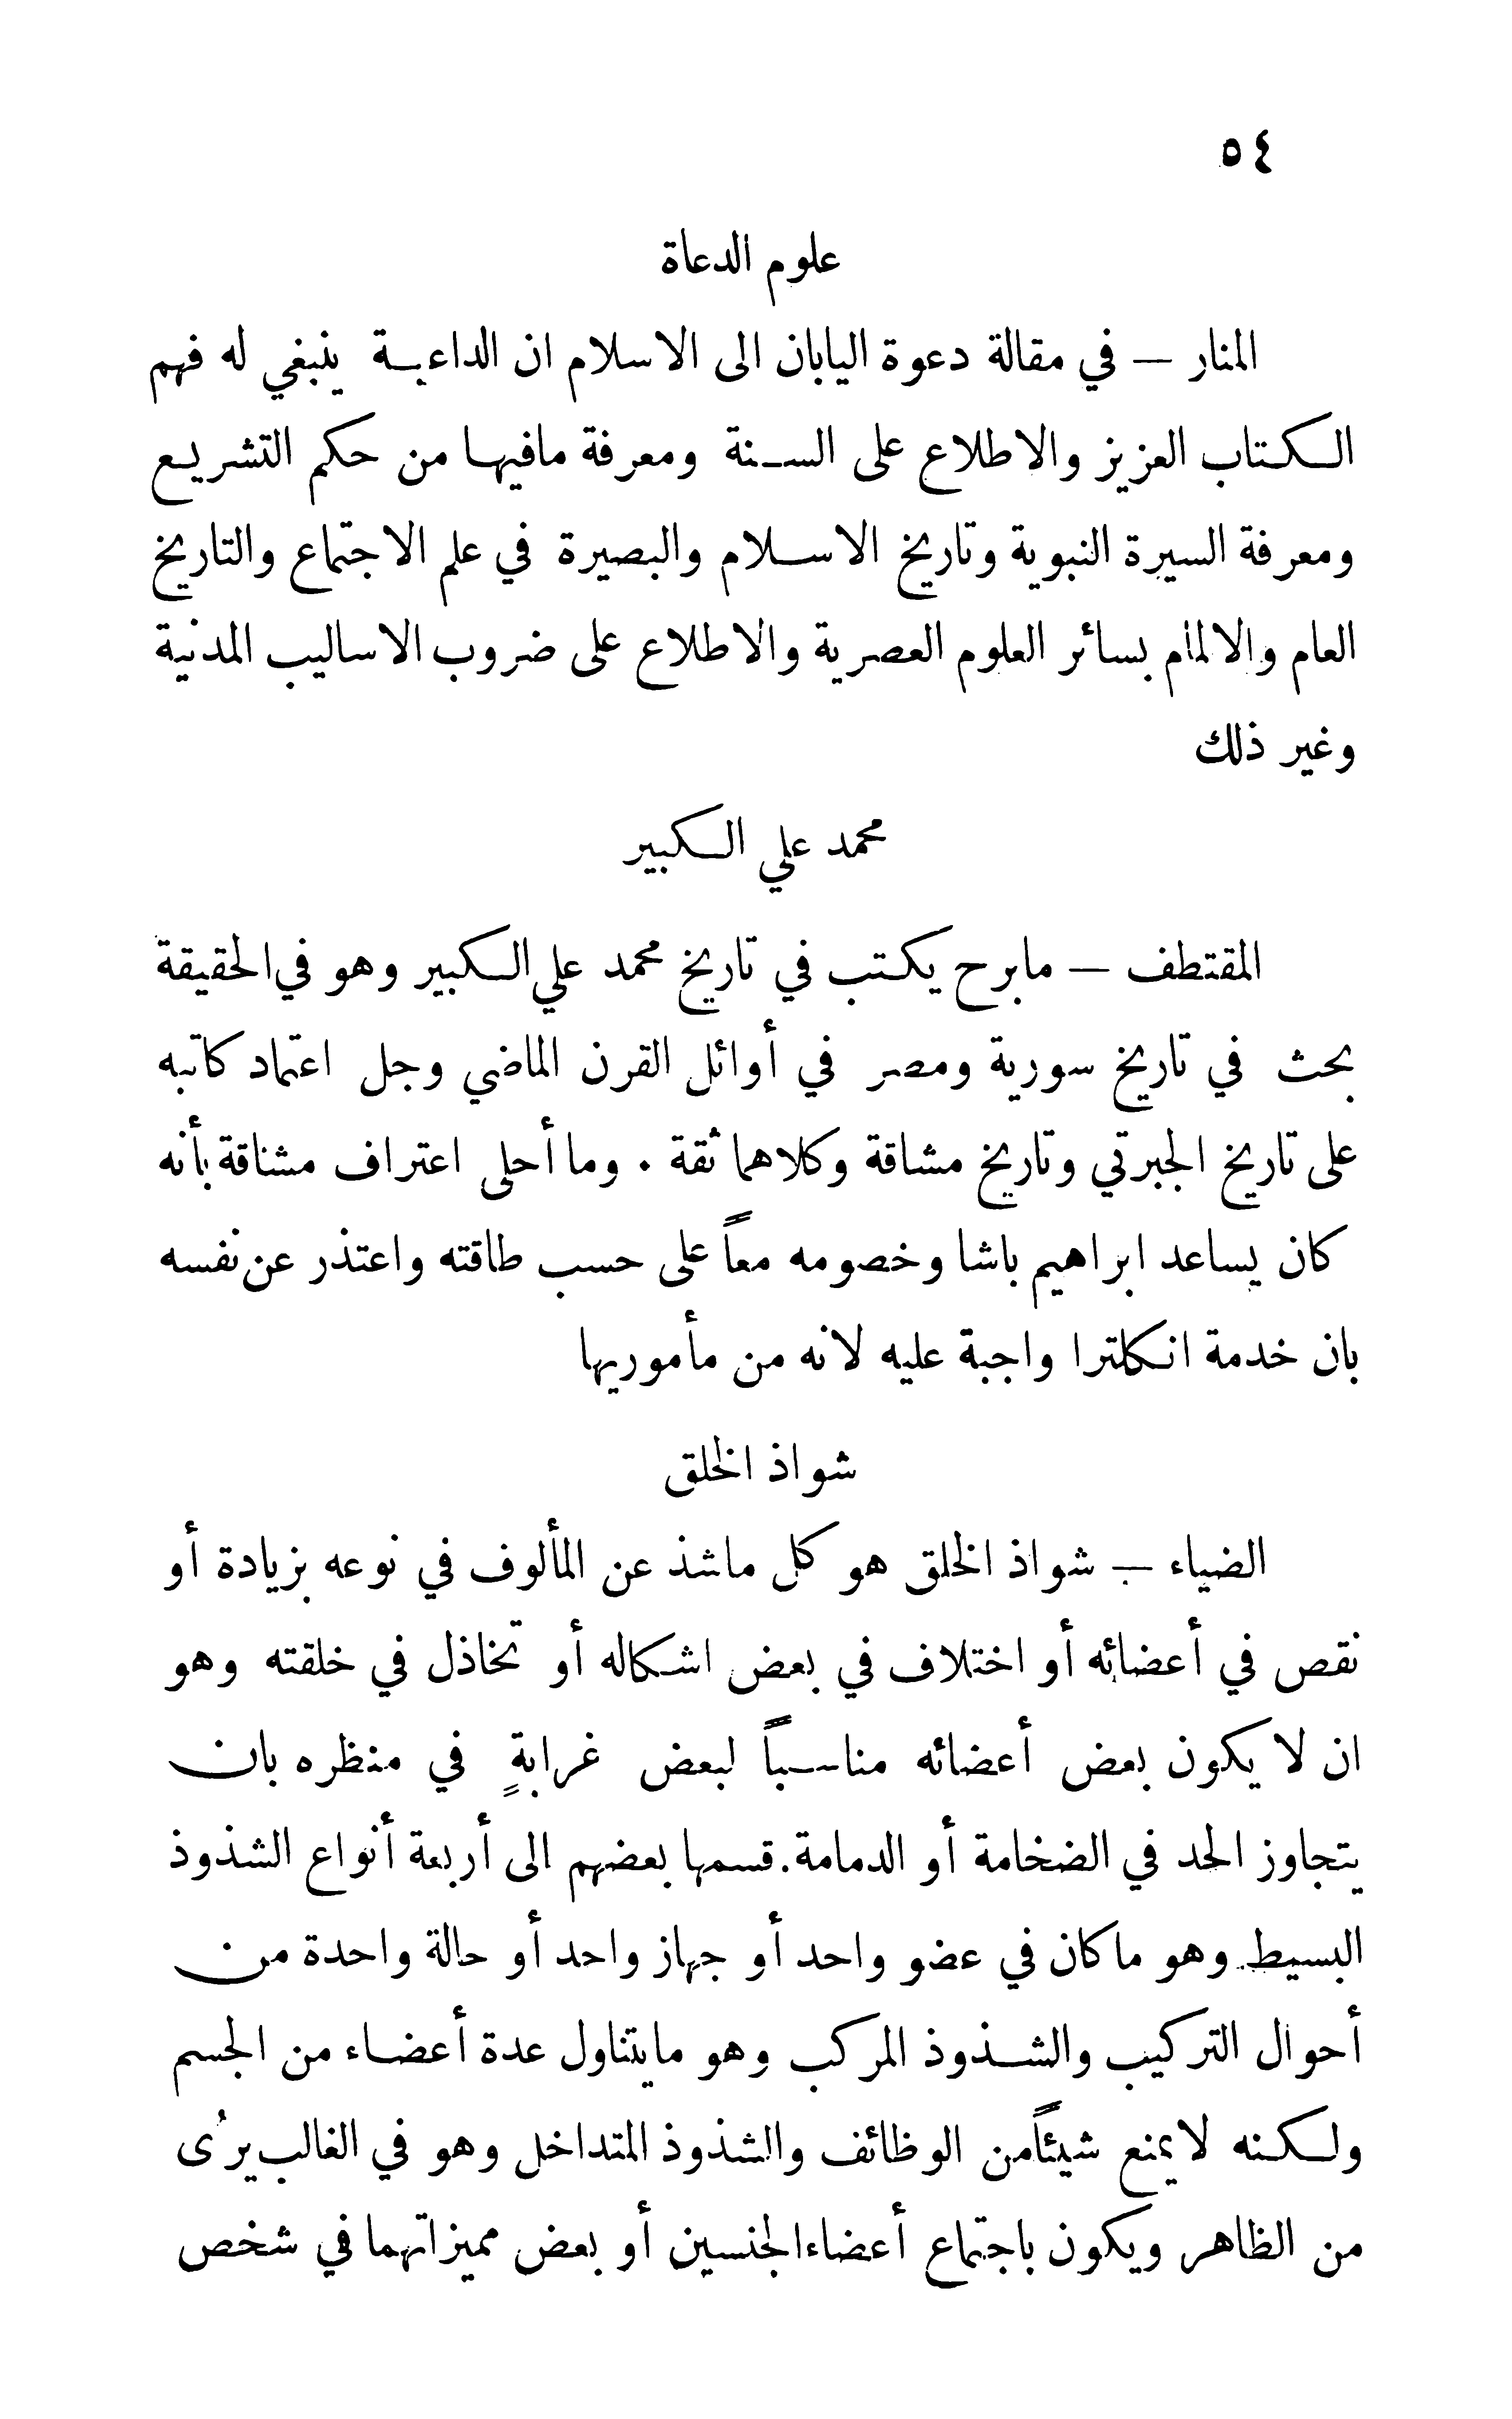 ٥٤
علوم الدعاة
المنار — في مقالة دعوة اليابان الى الاسلام ان الداعية ينبغي له فهم
الكتاب العزيز والاطلاع على السنة ومعرفة مافيها من حكم التشريع
ومعرفة السيرة النبوية وتاريخ الاسلام والبصيرة في علم الاجتماع والتاريخ
العام والالمام بسائر العلوم العصرية والاطلاع على ضروب الاساليب المدنية
وغير ذلك
محمد علي الكبير
المقتطف — مابرح يكتب في تاريخ محمد علي الكبير وهو في الحقيقة
بحث في تاريخ سورية ومصر في أوائل القرن الماضي وجل اعتماد كاتبه
على تاريخ الجبرتي وتاريخ مشاقة وكلاهما ثقة . وما أحلى اعتراف مشاقة بأنه
كان يساعد ابراهيم باشا وخصومه معاً على حسب طاقته واعتذر عن نفسه
بان خدمة انكلترا واجبة عليه لانه من مأموريها
شواذ الخلق
الضياء — شواذ الخلق هو كل ماشذ عن المألوف في نوعه بزيادة أو
نقص في أعضائه أو اختلاف في بعض اشكاله أو تخاذل في خلقته وهو
ان لا يكون بعض أعضائه مناسباً لبعض غرابةٍ في منظره بان
يتجاوز الحد في الضخامة أو الدمامة. قسمها بعضهم الى أربعة أنواع الشذوذ
البسيط وهو ماكان في عضو واحد أو جهاز واحد أو حالة واحدة من
أحوال التركيب والشذوذ المركب وهو مايتناول عدة أعضاء من الجسم
ولكنه لايمنع شيئاً من الوظائف والشذوذ المتداخل وهو في الغالب يرُى
من الظاهر ويكون باجتماع أعضاء الجنسين أو بعض مميزاتهما في شخص